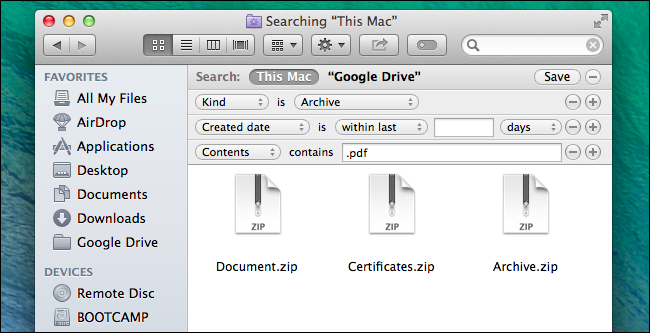 Searching “This Mac”
FAVORITES
All My Files
AirDrop
Applications
Desktop
Documents
Downloads
Google Drive
DEVICES
Remote Disc
BOOTCAMP
Search: This Mac “Google Drive” Save
Kind is Archive
Created date is within last days
Contents contains .pdf
ZIP ZIP ZIP
Document.zip Certificates.zip Archive.zip